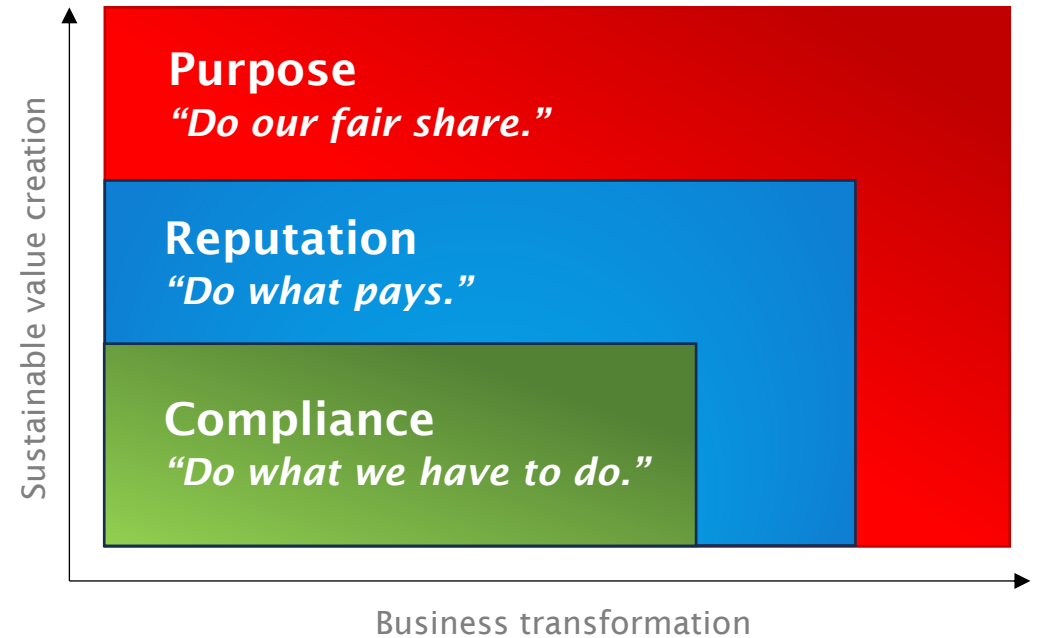 Sustainable value creation
Purpose
“Do our fair share.”
Reputation
“Do what pays.”
Compliance
“Do what we have to do.”
Business transformation